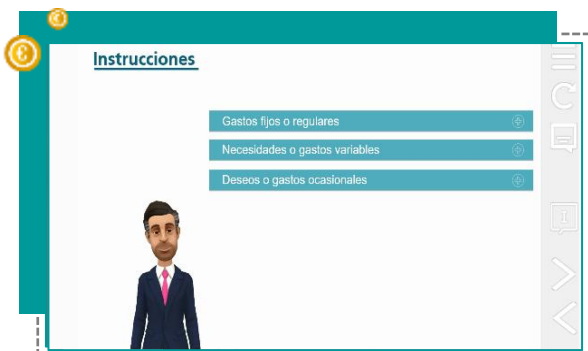 Instrucciones
Gastos fijos o regulares
Necesidades o gastos variables
Deseos o gastos ocasionales